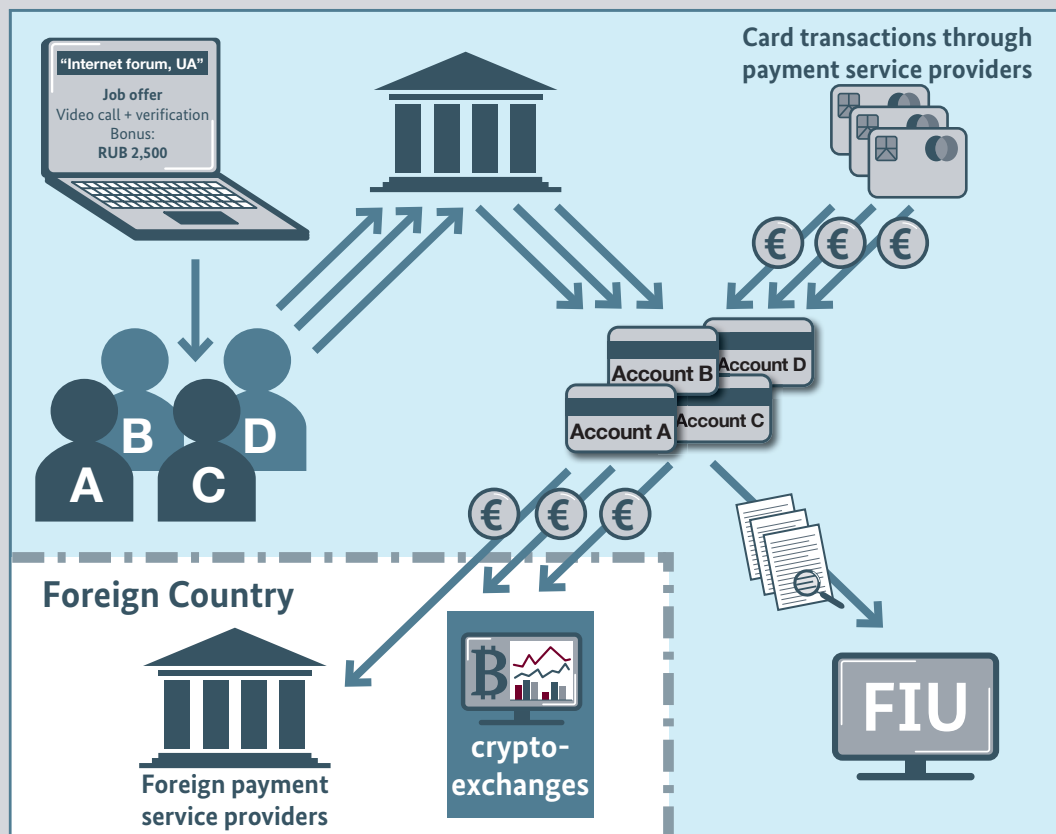 “Internet forum, UA”
Job offer
Video call + verification
Bonus:
RUB 2,500
Card transactions through
payment service providers
€ € €
A
B
C
D
Account B
Account D
Account A
Account C
€ € €
Foreign Country
Foreign payment
service providers
crypto-
exchanges
FIU